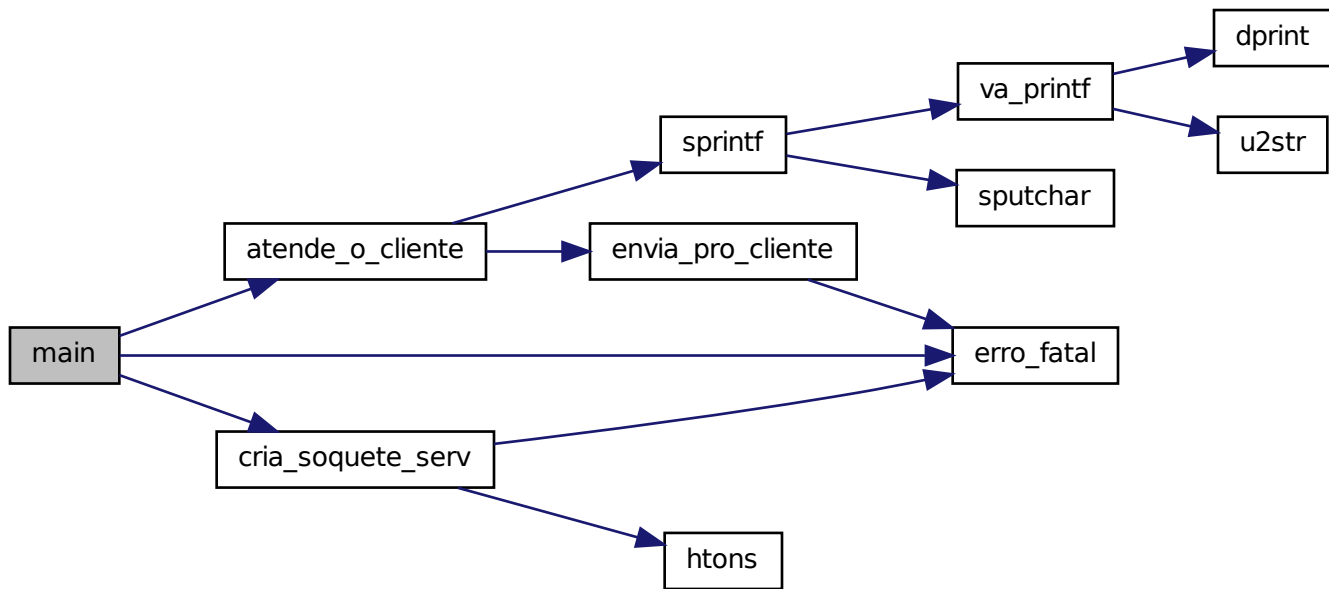 dprint
va_printf
u2str
sprintf
sputchar
atende_o_cliente
envia_pro_cliente
main
erro_fatal
cria_soquete_serv
htons